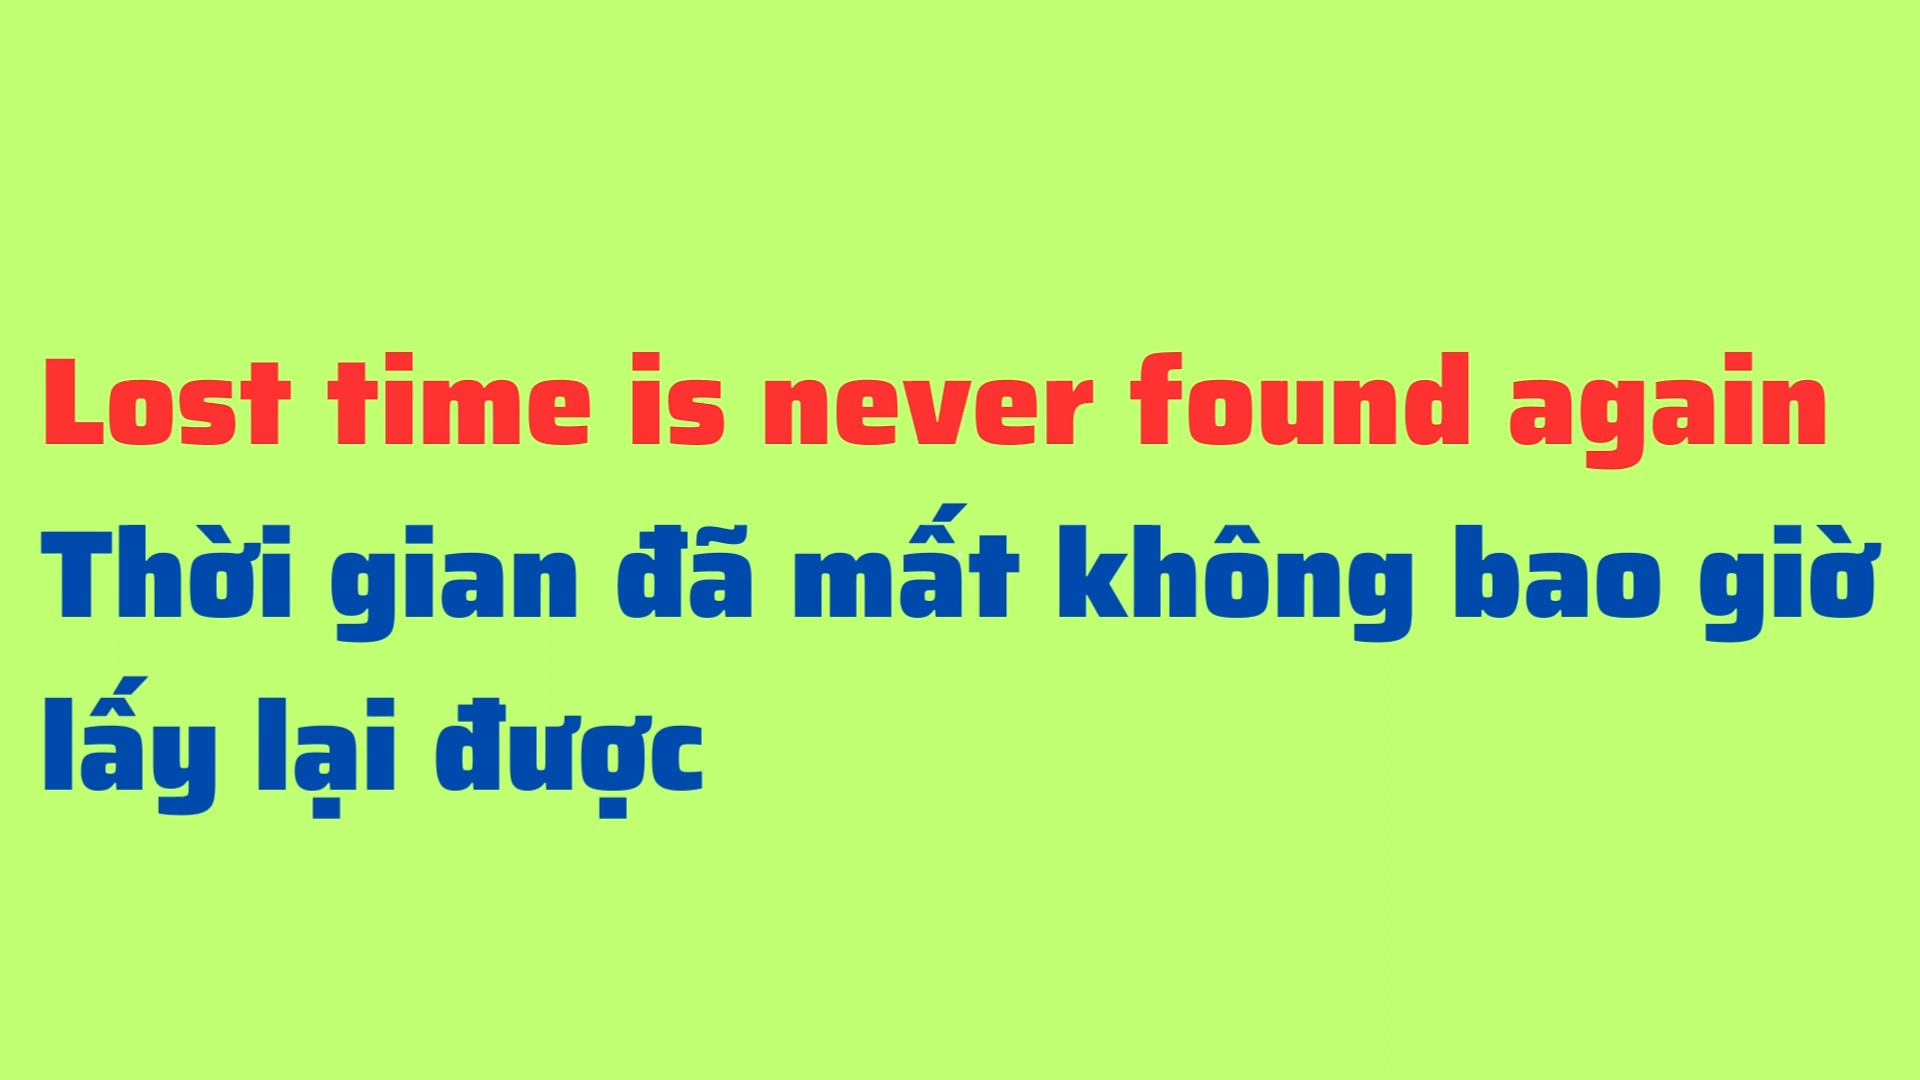 Lost time is never found again
Thời gian đã mất không bao giờ
lấy lại được